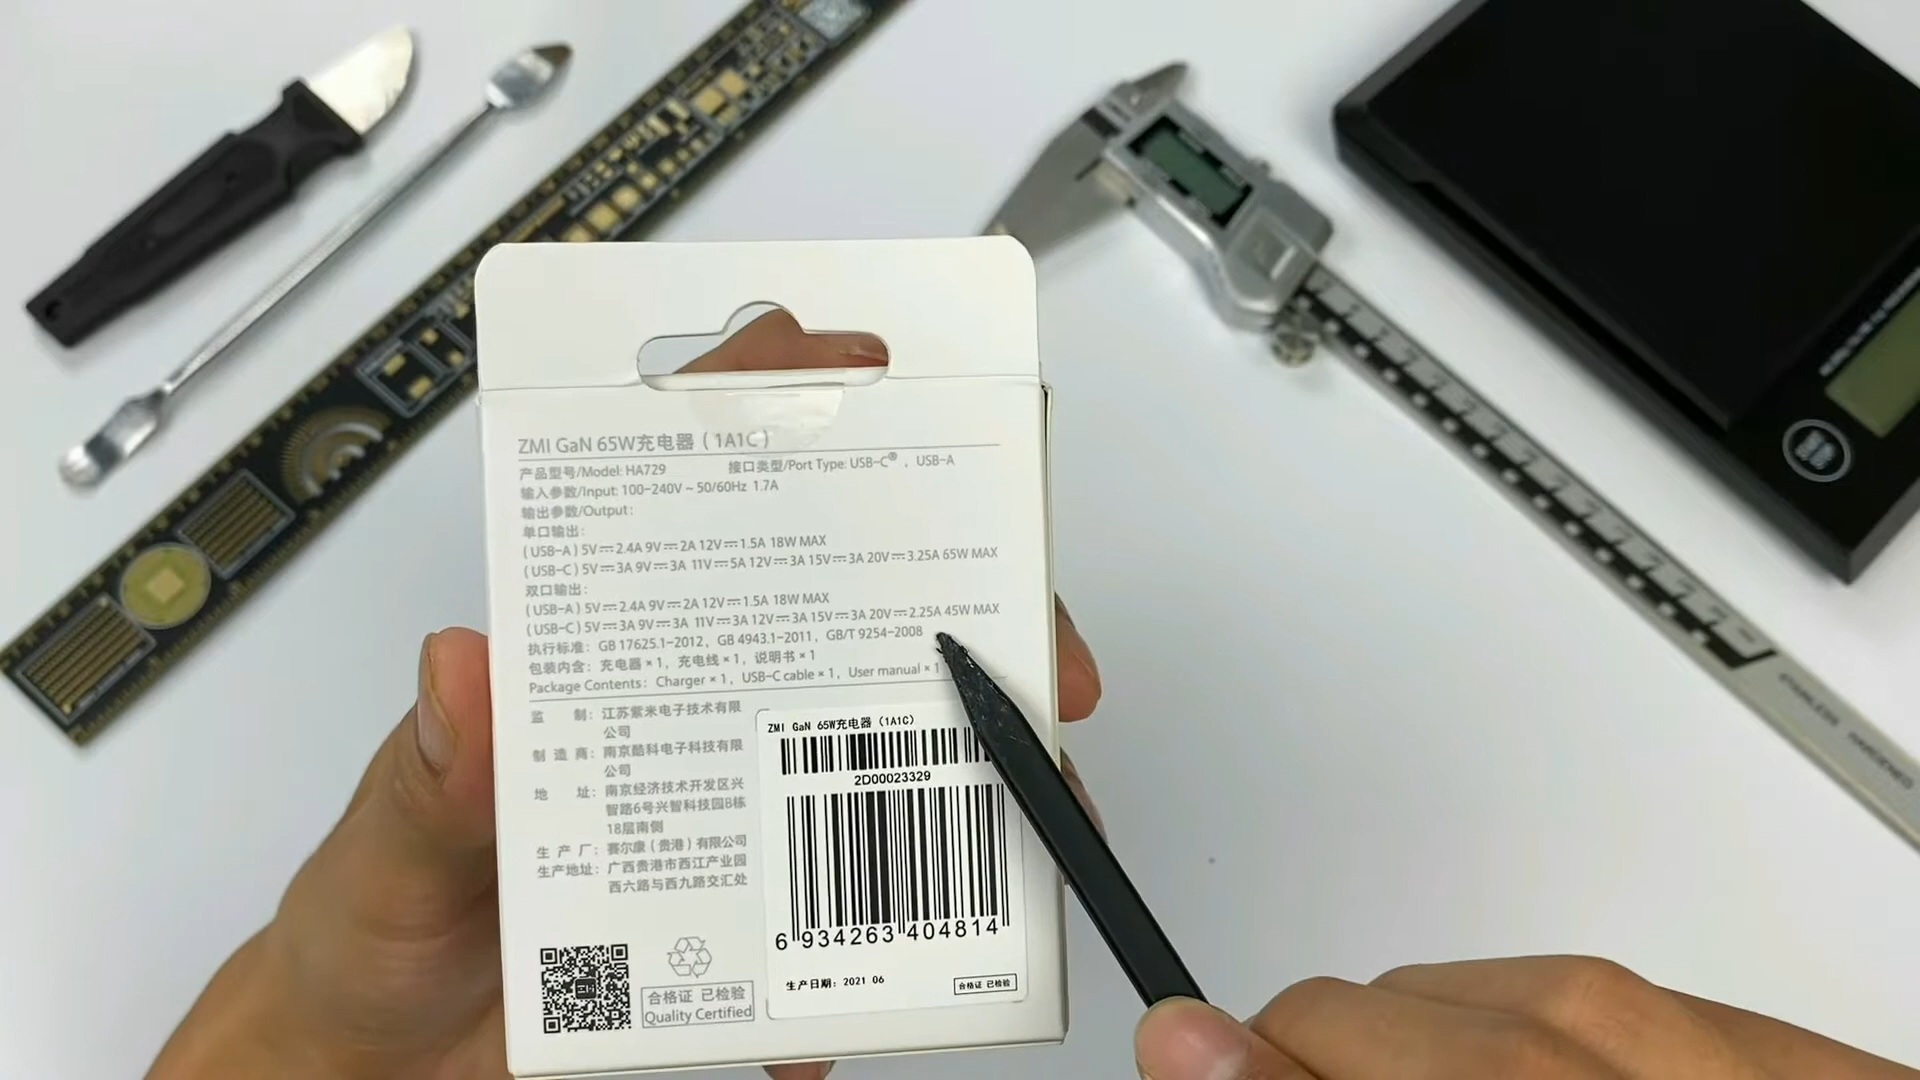 ZMI GaN 65W充电器（1A1C）
产品型号/Model: HA729 接口类型/Port Type: USB-C®，USB-A
输入参数/Input: 100-240V ~ 50/60Hz 1.7A
输出参数/Output:
单口输出:
(USB-A) 5V⎓2.4A 9V⎓2A 12V⎓1.5A 18W MAX
(USB-C) 5V⎓3A 9V⎓3A 11V⎓5A 12V⎓3A 15V⎓3A 20V⎓3.25A 65W MAX
双口输出:
(USB-A) 5V⎓2.4A 9V⎓2A 12V⎓1.5A 18W MAX
(USB-C) 5V⎓3A 9V⎓3A 11V⎓3A 12V⎓3A 15V⎓3A 20V⎓2.25A 45W MAX
执行标准: GB 17625.1-2012，GB 4943.1-2011，GB/T 9254-2008
包装内含: 充电器×1，充电线×1，说明书×1
Package Contents: Charger×1，USB-C cable×1，User manual×1
监 制: 江苏紫米电子技术有限
公司
制 造 商: 南京酷科电子科技有限
公司
地 址: 南京经济技术开发区兴
智路6号兴智科技园B栋
18层南侧
生 产 厂: 赛尔康（贵港）有限公司
生产地址: 广西贵港市西江产业园
西六路与西九路交汇处
合格证 已检验
Quality Certified
ZMI GaN 65W充电器（1A1C）
2D00023329
6 934263 404814
生产日期: 2021 06
合格证 已检验